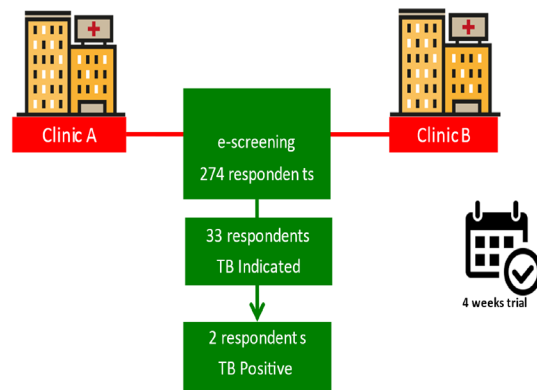 Clinic A
Clinic B
e-screening
274 respondents
33 respondents
TB Indicated
2 respondents
TB Positive
4 weeks trial